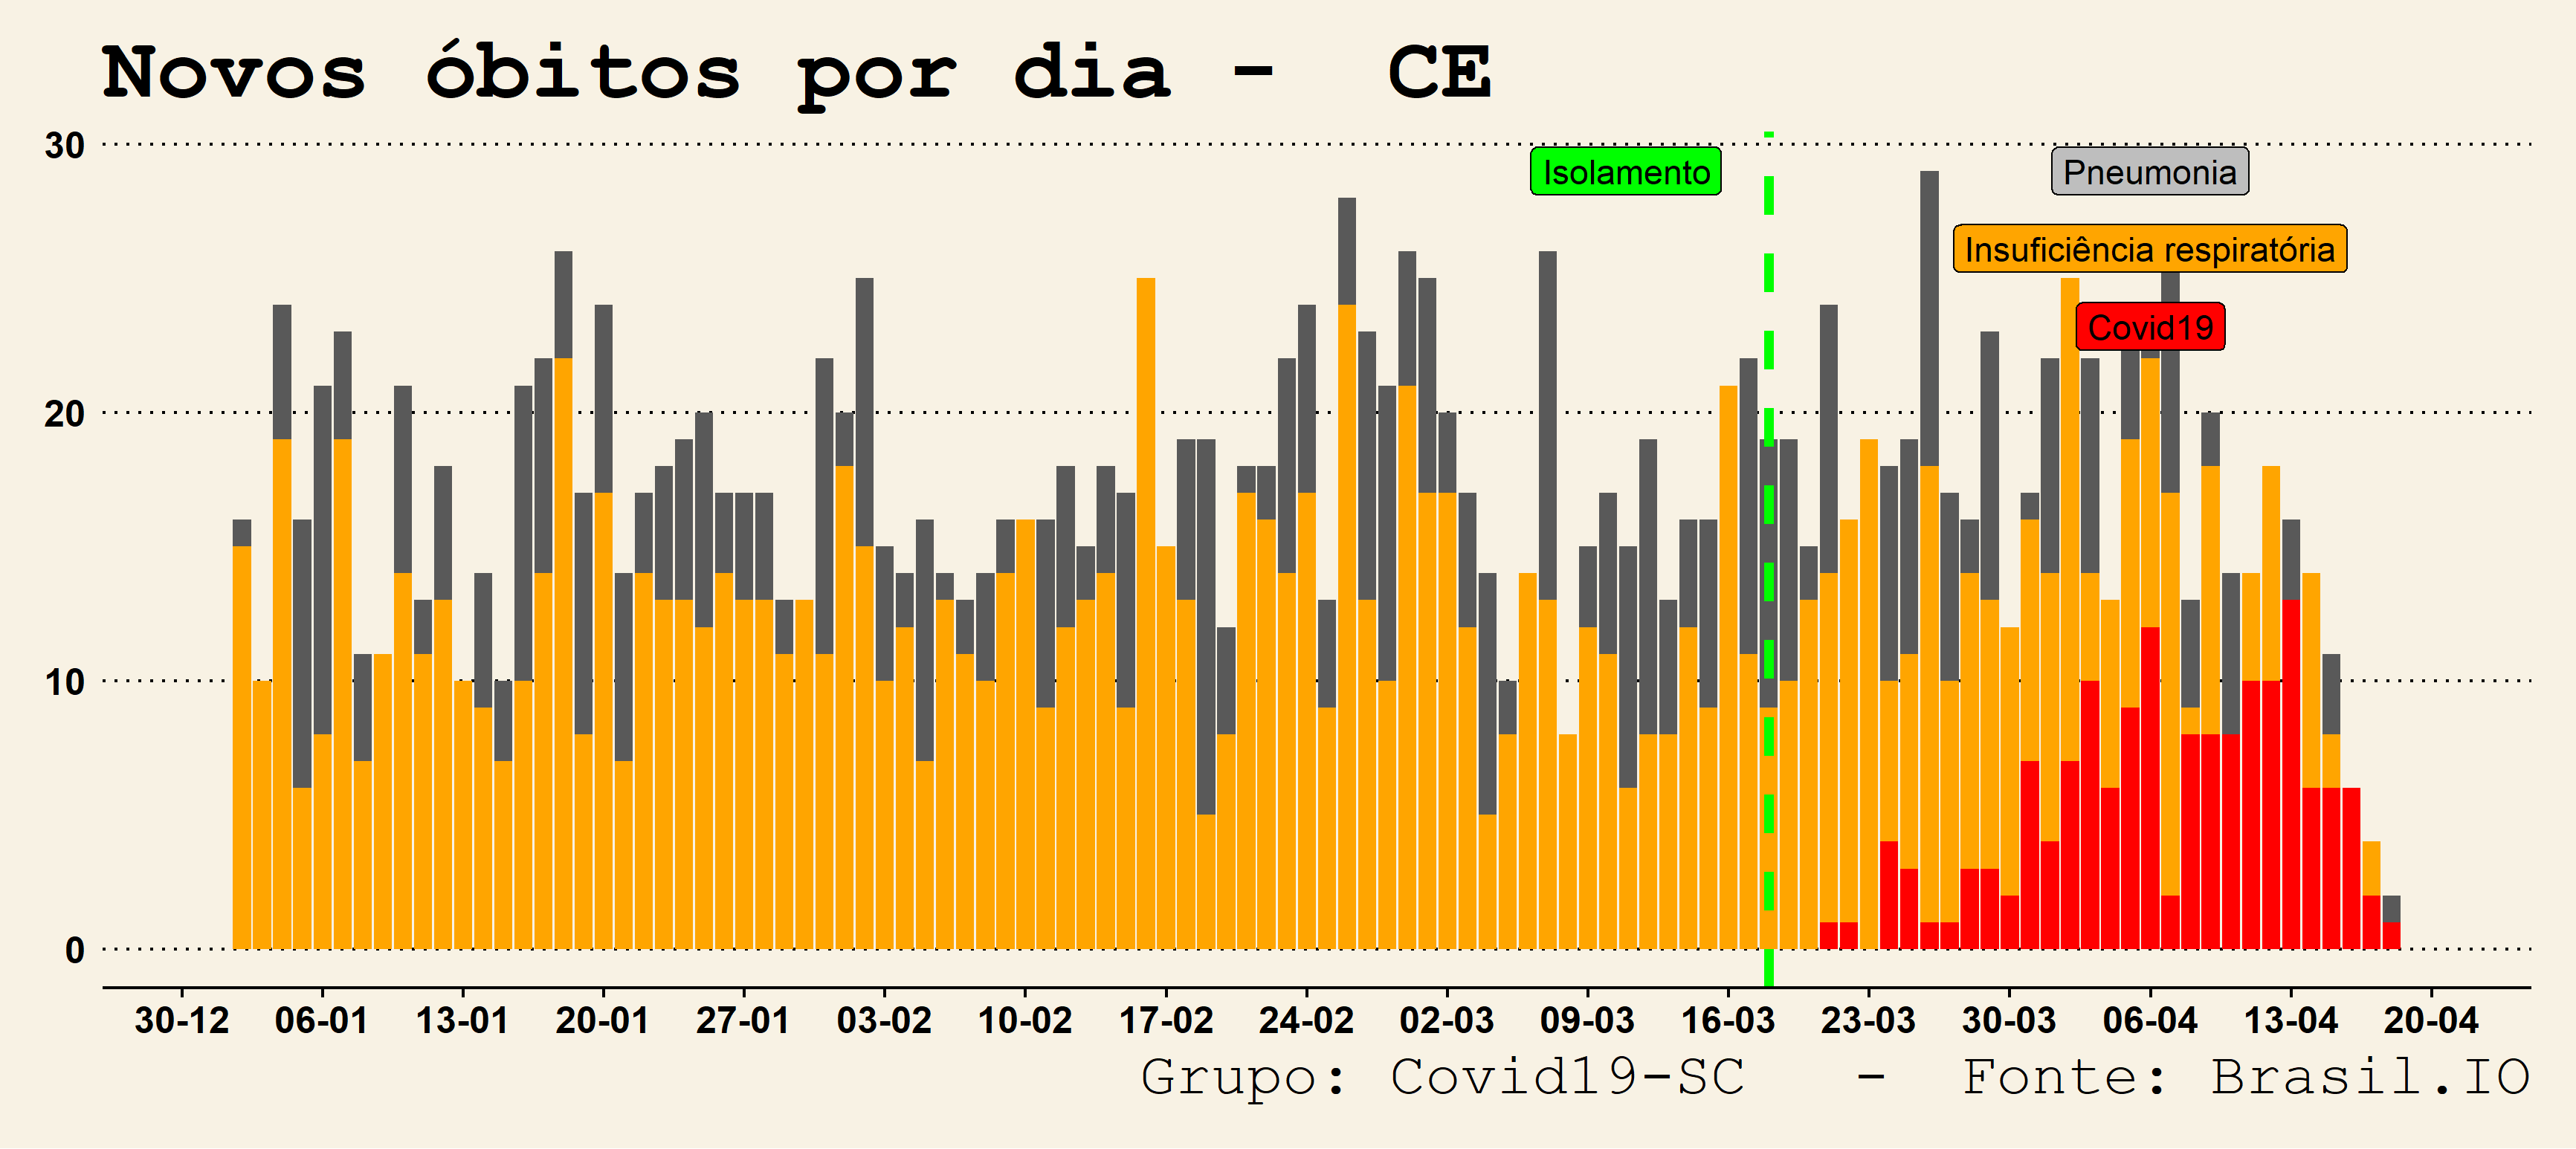 Novos óbitos por dia - CE
30
Isolamento
Pneumonia
Insuficiência respiratória
Covid19
20
10
0
30-12 06-01 13-01 20-01 27-01 03-02 10-02 17-02 24-02 02-03 09-03 16-03 23-03 30-03 06-04 13-04 20-04
Grupo: Covid19-SC - Fonte: Brasil.IO